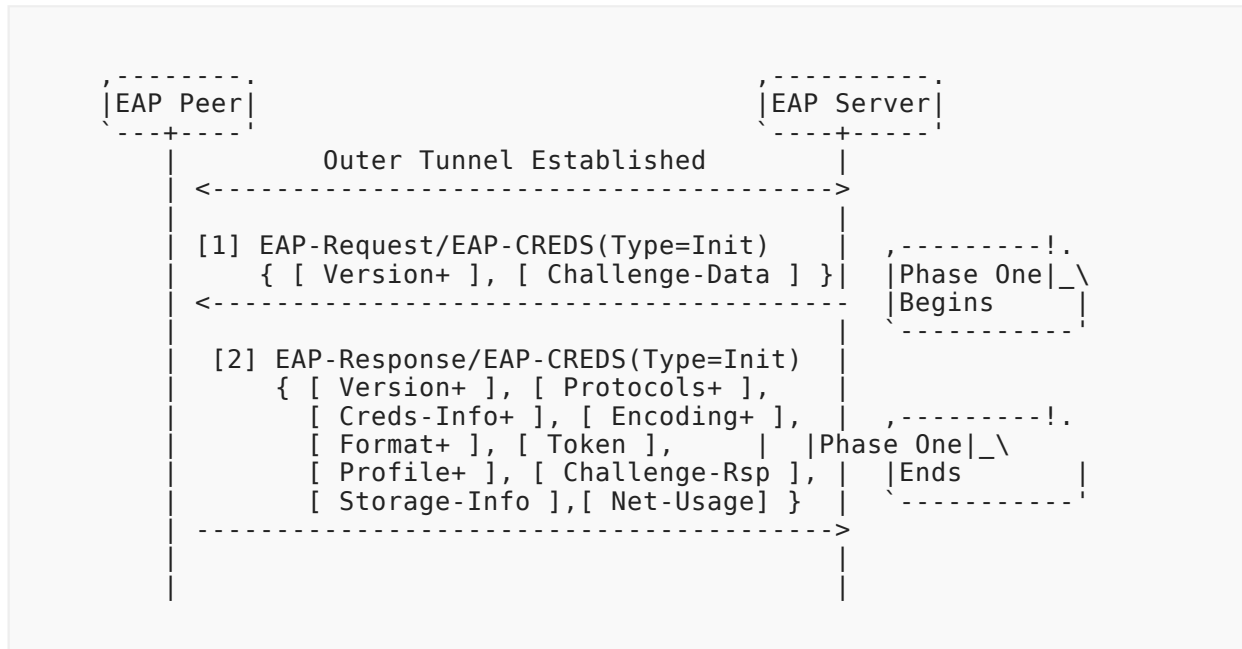 ,--------.                                 ,----------.
|EAP Peer|                                 |EAP Server|
`---+----'                                 `----+-----'
    |         Outer Tunnel Established        |
    | <--------------------------------------->
    |                                         |
    | [1] EAP-Request/EAP-CREDS(Type=Init)    |  ,---------!.
    |     { [ Version+ ], [ Challenge-Data ] }|  |Phase One|_\
    | <----------------------------------------  |Begins     |
    |                                         |  `-----------'
    |  [2] EAP-Response/EAP-CREDS(Type=Init)  |
    |      { [ Version+ ], [ Protocols+ ],    |
    |        [ Creds-Info+ ], [ Encoding+ ],  |  ,---------!.
    |        [ Format+ ], [ Token ],     |  |Phase One|_\
    |        [ Profile+ ], [ Challenge-Rsp ], |  |Ends       |
    |        [ Storage-Info ],[ Net-Usage] }  |  `-----------'
    | ---------------------------------------->
    |                                         |
    |                                         |